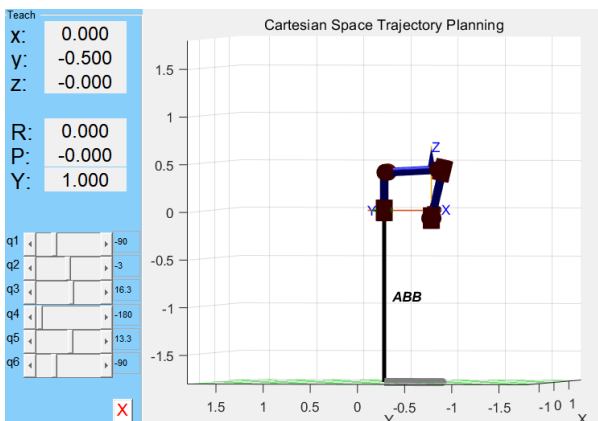 Teach
Cartesian Space Trajectory Planning
x: 0.000
y: -0.500
z: -0.000
R: 0.000
P: -0.000
Y: 1.000
q1 -90
q2 -3
q3 16.3
q4 -180
q5 13.3
q6 -90
X
1.5
1
0.5
0
-0.5
-1
-1.5
Z
Y
X
ABB
1.5 1 0.5 0 -0.5 -1 -1.5 -1 0 1
Y
X